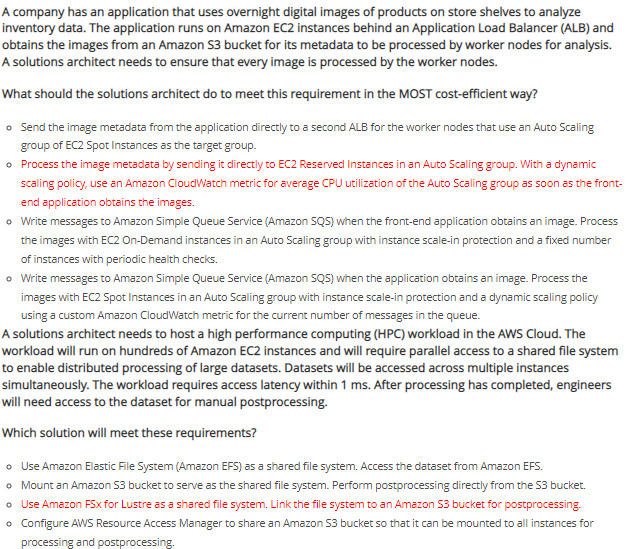 A company has an application that uses overnight digital images of products on store shelves to analyze
inventory data. The application runs on Amazon EC2 instances behind an Application Load Balancer (ALB) and
obtains the images from an Amazon S3 bucket for its metadata to be processed by worker nodes for analysis.
A solutions architect needs to ensure that every image is processed by the worker nodes.
What should the solutions architect do to meet this requirement in the MOST cost-efficient way?
Send the image metadata from the application directly to a second ALB for the worker nodes that use an Auto Scaling
group of EC2 Spot Instances as the target group.
Process the image metadata by sending it directly to EC2 Reserved Instances in an Auto Scaling group. With a dynamic
scaling policy, use an Amazon CloudWatch metric for average CPU utilization of the Auto Scaling group as soon as the front-
end application obtains the images.
Write messages to Amazon Simple Queue Service (Amazon SQS) when the front-end application obtains an image. Process
the images with EC2 On-Demand instances in an Auto Scaling group with instance scale-in protection and a fixed number
of instances with periodic health checks.
Write messages to Amazon Simple Queue Service (Amazon SQS) when the application obtains an image. Process the
images with EC2 Spot Instances in an Auto Scaling group with instance scale-in protection and a dynamic scaling policy
using a custom Amazon CloudWatch metric for the current number of messages in the queue.
A solutions architect needs to host a high performance computing (HPC) workload in the AWS Cloud. The
workload will run on hundreds of Amazon EC2 instances and will require parallel access to a shared file system
to enable distributed processing of large datasets. Datasets will be accessed across multiple instances
simultaneously. The workload requires access latency within 1 ms. After processing has completed, engineers
will need access to the dataset for manual postprocessing.
Which solution will meet these requirements?
Use Amazon Elastic File System (Amazon EFS) as a shared file system. Access the dataset from Amazon EFS.
Mount an Amazon S3 bucket to serve as the shared file system. Perform postprocessing directly from the S3 bucket.
Use Amazon FSx for Lustre as a shared file system. Link the file system to an Amazon S3 bucket for postprocessing.
Configure AWS Resource Access Manager to share an Amazon S3 bucket so that it can be mounted to all instances for
processing and postprocessing.